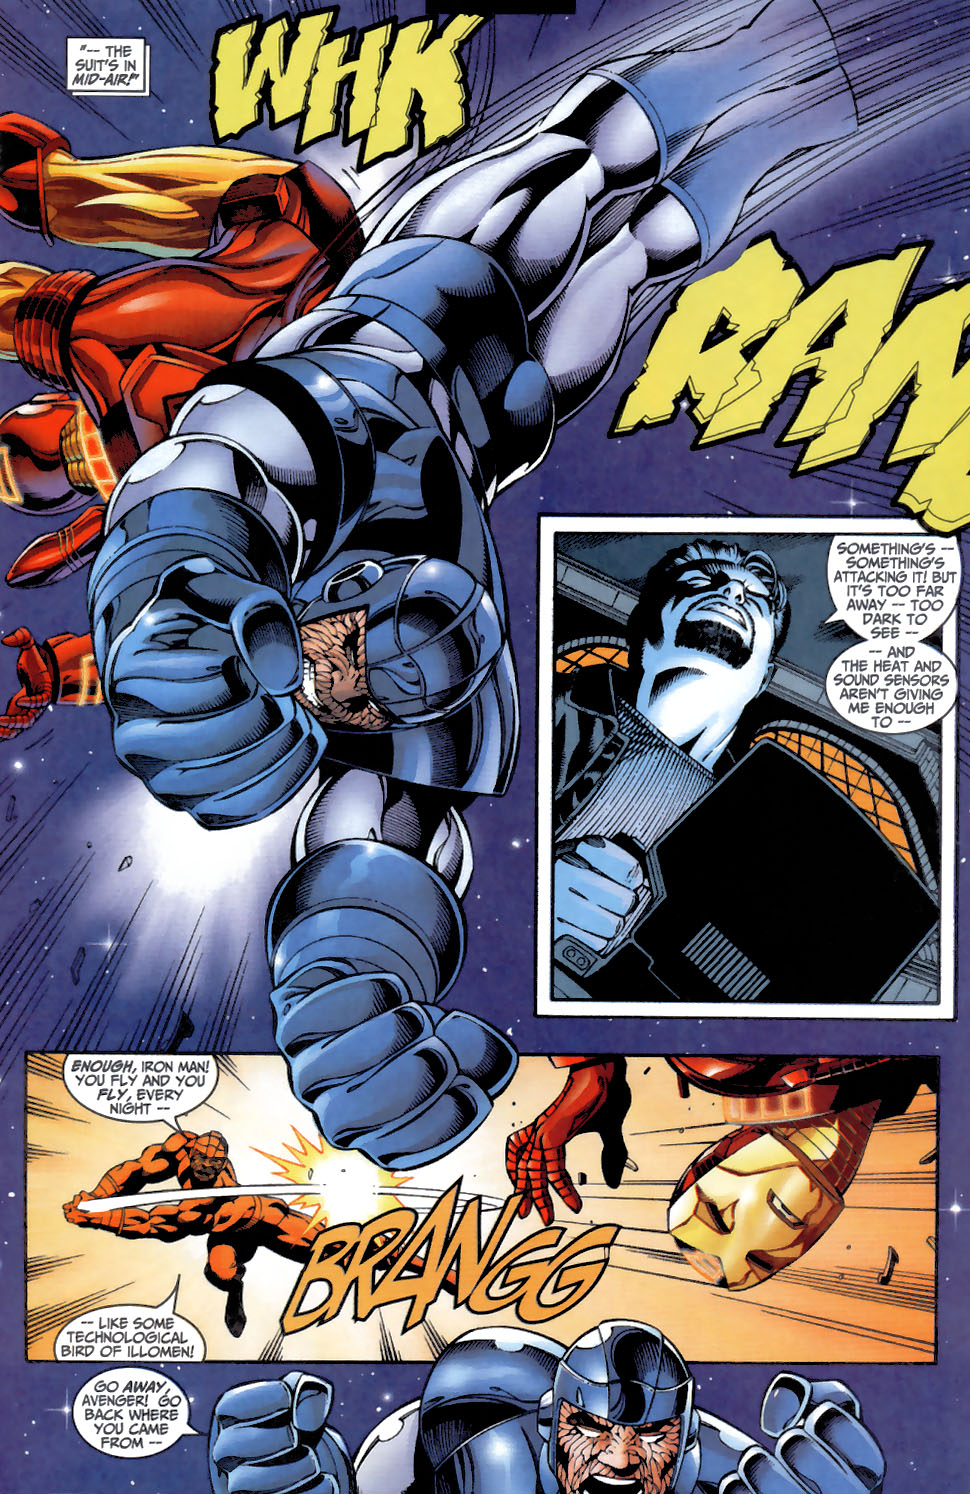 "-- THE
SUIT'S IN
MID-AIR!"
WHK
RANG
SOMETHING'S --
SOMETHING'S
ATTACKING IT! BUT
IT'S TOO FAR
AWAY -- TOO
DARK TO
SEE --
-- AND
THE HEAT AND
SOUND SENSORS
AREN'T GIVING
ME ENOUGH
TO --
ENOUGH, IRON MAN!
YOU FLY AND YOU
FLY, EVERY
NIGHT --
BRANGG
-- LIKE SOME
TECHNOLOGICAL
BIRD OF ILLOMEN!
GO AWAY,
AVENGER! GO
BACK WHERE
YOU CAME
FROM --